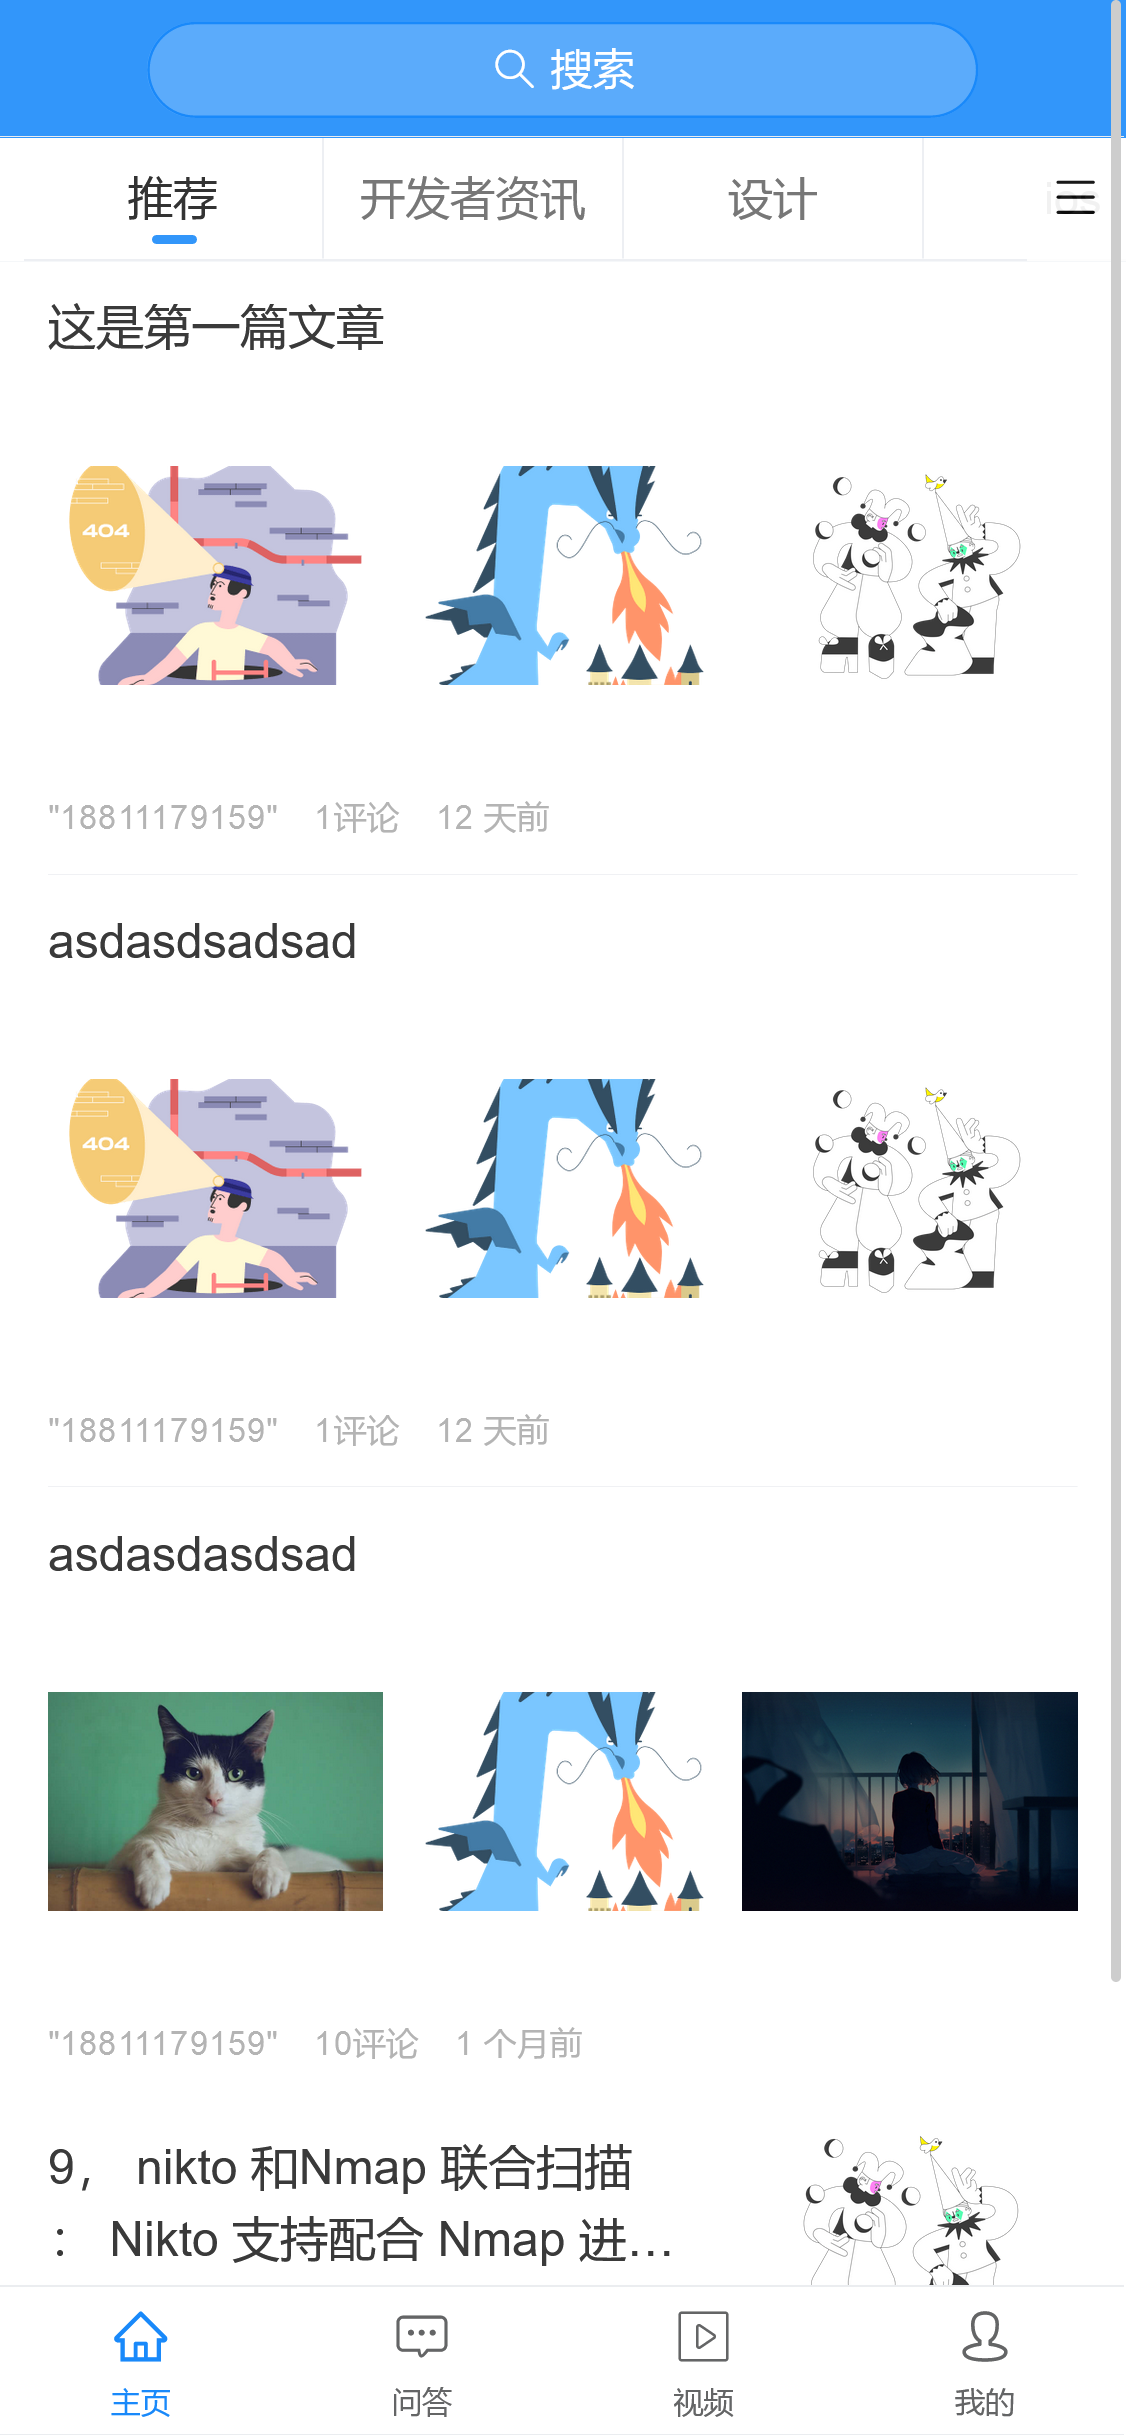 搜索
推荐
开发者资讯
设计
ios
这是第一篇文章
404
"18811179159" 1评论 12 天前
asdasdsadsad
404
"18811179159" 1评论 12 天前
asdasdasdsad
"18811179159" 10评论 1 个月前
9， nikto 和Nmap 联合扫描
： Nikto 支持配合 Nmap 进...
主页
问答
视频
我的